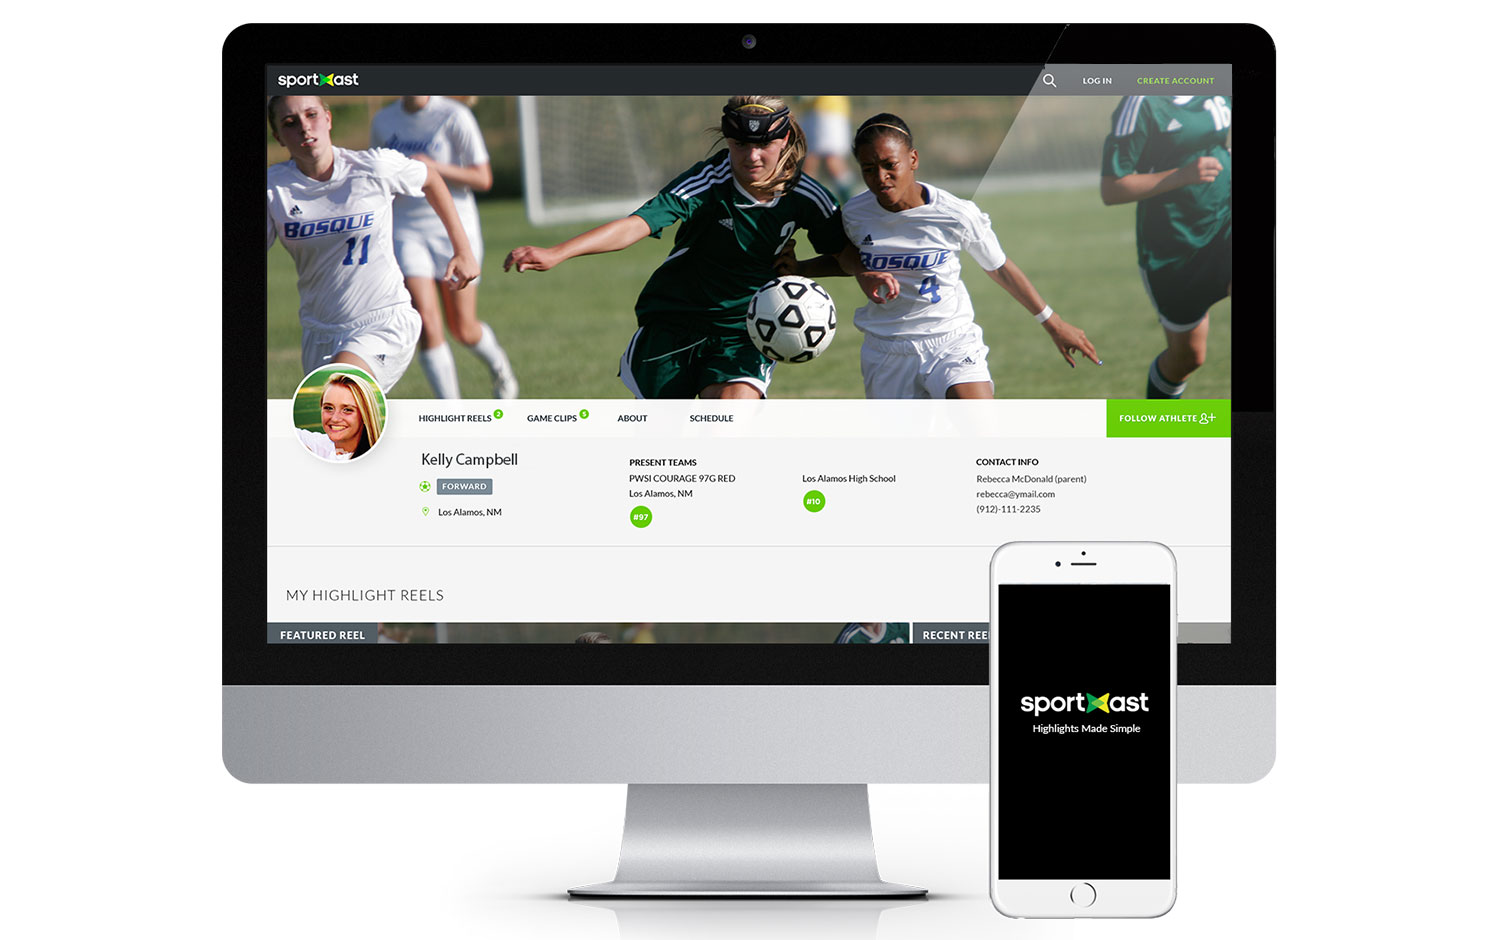 sportXast
LOG IN
CREATE ACCOUNT
BOSQUE
11
2
BOSQUE
4
HIGHLIGHT REELS 2
GAME CLIPS 5
ABOUT
SCHEDULE
FOLLOW ATHLETE
Kelly Campbell
FORWARD
Los Alamos, NM
PRESENT TEAMS
PWSI COURAGE 97G RED
Los Alamos, NM
#97
Los Alamos High School
#10
CONTACT INFO
Rebecca McDonald (parent)
rebecca@ymail.com
(912)-111-2235
MY HIGHLIGHT REELS
FEATURED REEL
RECENT REE
sportXast
Highlights Made Simple